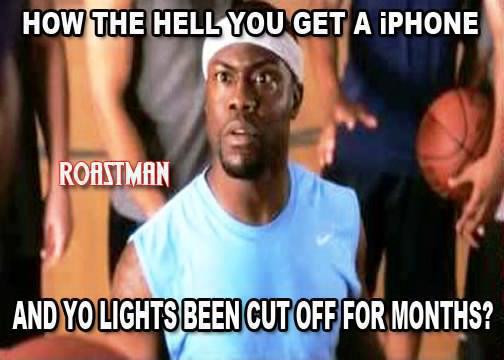 HOW THE HELL YOU GET A iPHONE
ROASTMAN
AND YO LIGHTS BEEN CUT OFF FOR MONTHS?